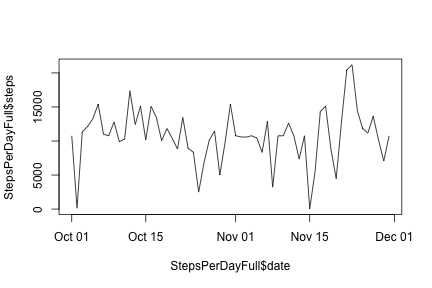 StepsPerDayFull$steps
15000
5000
0
Oct 01 Oct 15 Nov 01 Nov 15 Dec 01
StepsPerDayFull$date